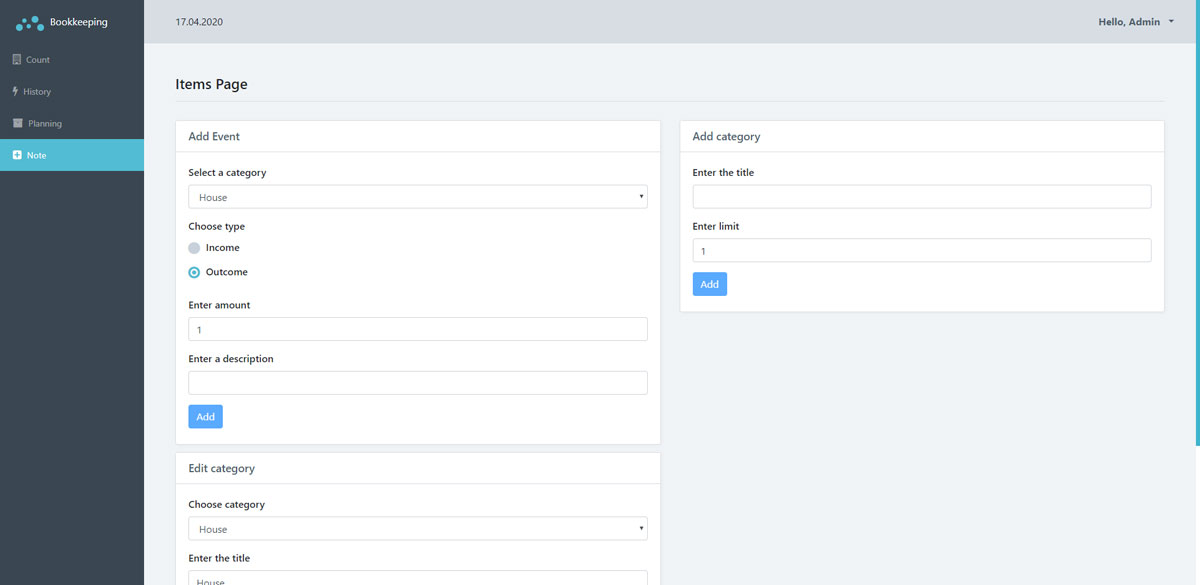 Bookkeeping
Count
History
Planning
Note
17.04.2020
Hello, Admin
Items Page
Add Event
Select a category
House
Choose type
Income
Outcome
Enter amount
1
Enter a description
Add
Edit category
Choose category
House
Enter the title
House
Add category
Enter the title
Enter limit
1
Add